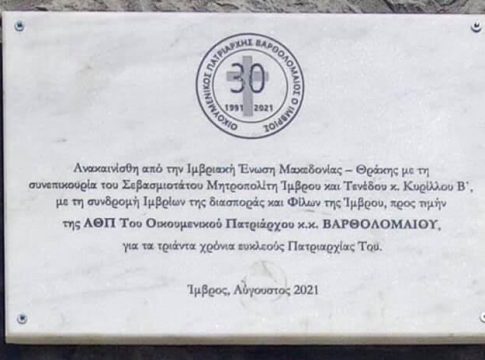 ΟΙΚΟΥΜΕΝΙΚΟΣ ΠΑΤΡΙΑΡΧΗΣ ΒΑΡΘΟΛΟΜΑΙΟΣ Ο ΙΜΒΡΙΟΣ
30
1991 2021
Ανακαινίσθη από την Ιμβριακή Ένωση Μακεδονίας – Θράκης με τη
συνεπικουρία του Σεβασμιοτάτου Μητροπολίτη Ίμβρου και Τενέδου κ. Κυρίλλου Β΄,
με τη συνδρομή Ιμβρίων της διασποράς και Φίλων της Ίμβρου, προς τιμήν
της ΑΘΠ Του Οικουμενικού Πατριάρχου κ.κ. ΒΑΡΘΟΛΟΜΑΙΟΥ,
για τα τριάντα χρόνια ευκλεούς Πατριαρχίας Του.
Ίμβρος, Αύγουστος 2021